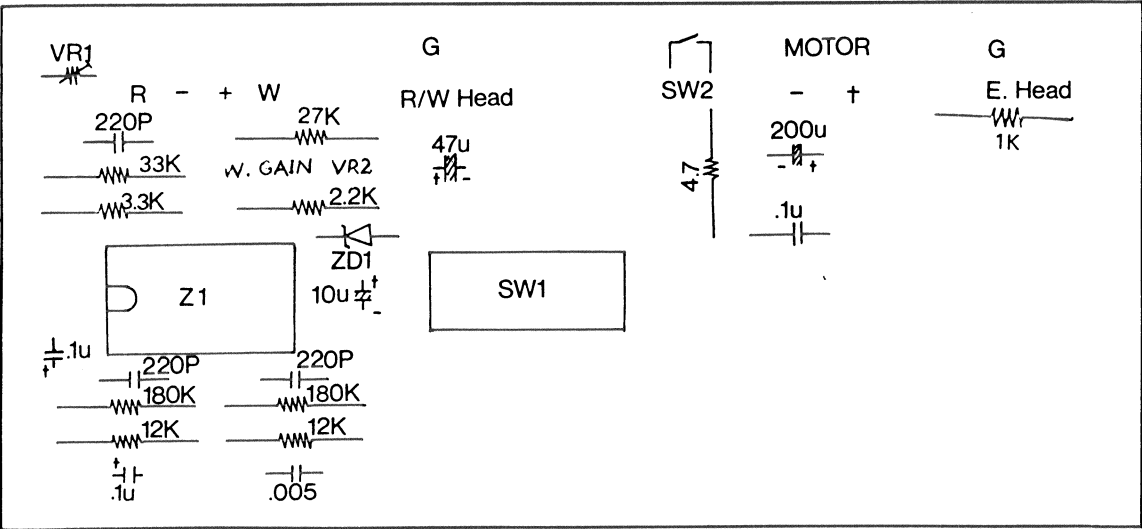 VR1
G
MOTOR
G
R - + W
R/W Head
SW2
- +
E. Head
220P
27K
47u
+ -
200u
- +
1K
33K
W. GAIN VR2
4.7
3.3K
2.2K
.1u
ZD1
Z1
10u
+
-
SW1
.1u
+
220P
220P
180K
180K
12K
12K
+
.1u
.005